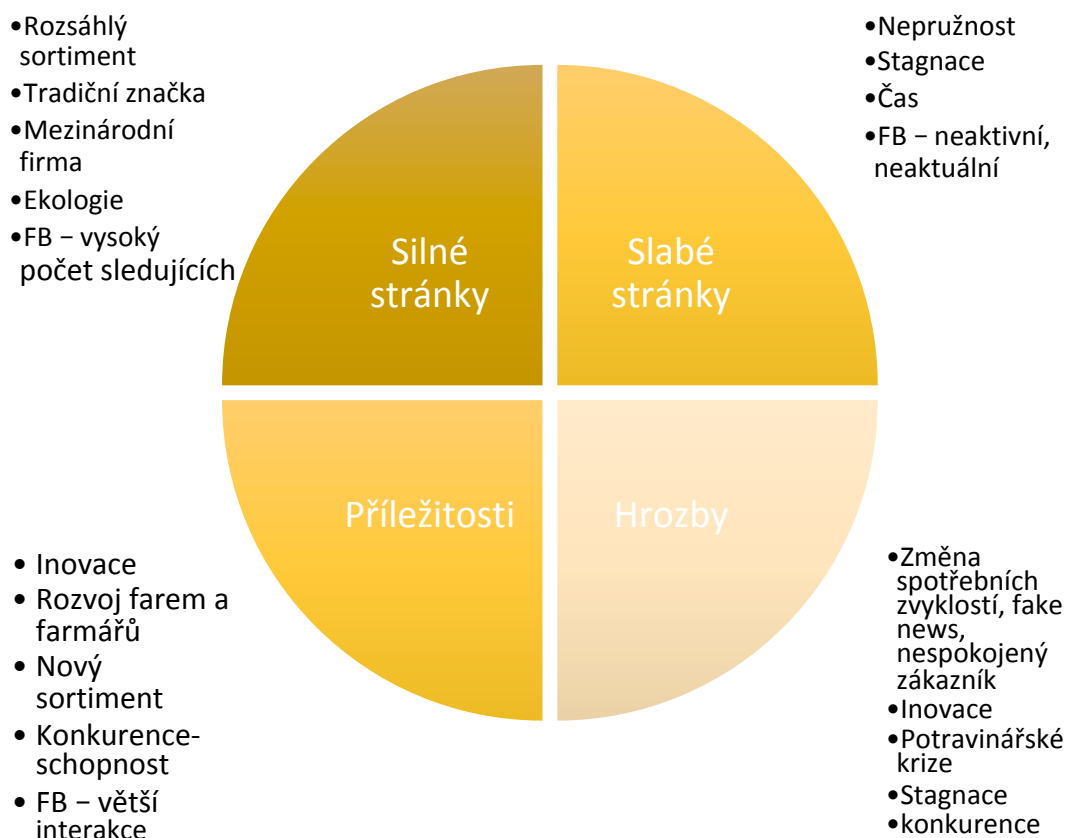 •Rozsáhlý
sortiment
•Tradiční značka
•Mezinárodní
firma
•Ekologie
•FB – vysoký
počet sledujících
•Nepružnost
•Stagnace
•Čas
•FB – neaktivní,
neaktuální
Silné
stránky
Slabé
stránky
Příležitosti
Hrozby
• Inovace
• Rozvoj farem a
farmářů
• Nový
sortiment
• Konkurence-
schopnost
• FB – větší
interakce
•Změna
spotřebních
zvyklostí, fake
news,
nespokojený
zákazník
•Inovace
•Potravinářské
krize
•Stagnace
•konkurence